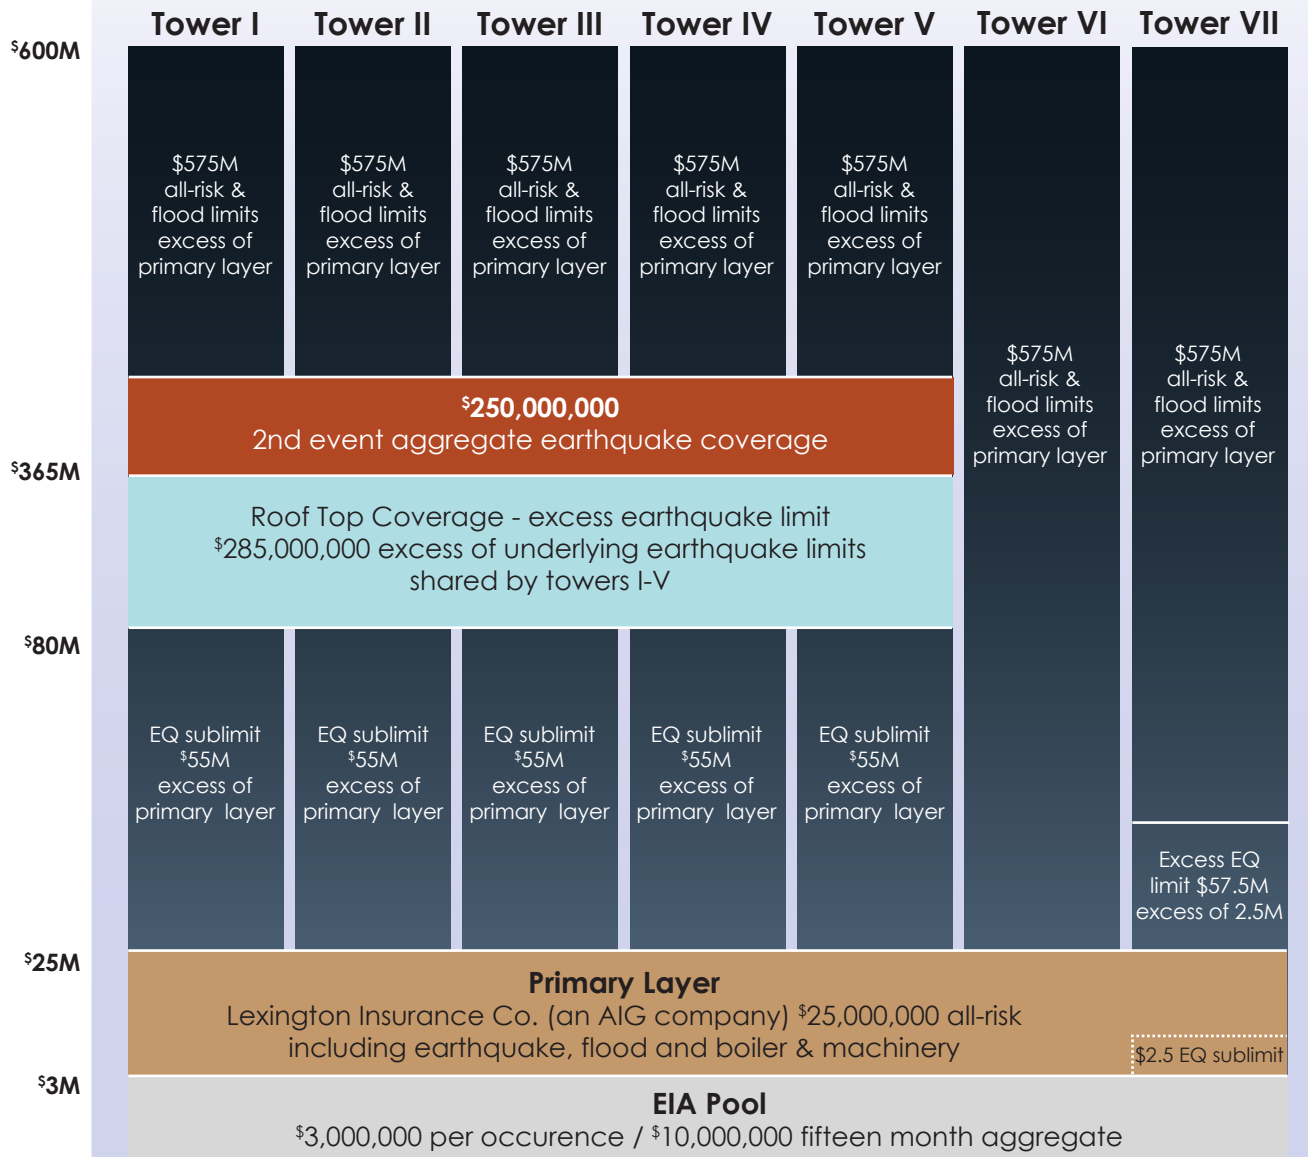 Tower I
Tower II
Tower III
Tower IV
Tower V
Tower VI
Tower VII
$600M
$575M
all-risk &
flood limits
excess of
primary layer
$575M
all-risk &
flood limits
excess of
primary layer
$575M
all-risk &
flood limits
excess of
primary layer
$575M
all-risk &
flood limits
excess of
primary layer
$575M
all-risk &
flood limits
excess of
primary layer
$575M
all-risk &
flood limits
excess of
primary layer
$575M
all-risk &
flood limits
excess of
primary layer
$250,000,000
2nd event aggregate earthquake coverage
$365M
Roof Top Coverage - excess earthquake limit
$285,000,000 excess of underlying earthquake limits
shared by towers I-V
$80M
EQ sublimit
$55M
excess of
primary layer
EQ sublimit
$55M
excess of
primary layer
EQ sublimit
$55M
excess of
primary layer
EQ sublimit
$55M
excess of
primary layer
EQ sublimit
$55M
excess of
primary layer
Excess EQ
limit $57.5M
excess of 2.5M
$25M
Primary Layer
Lexington Insurance Co. (an AIG company) $25,000,000 all-risk
including earthquake, flood and boiler & machinery
$2.5 EQ sublimit
$3M
EIA Pool
$3,000,000 per occurence / $10,000,000 fifteen month aggregate